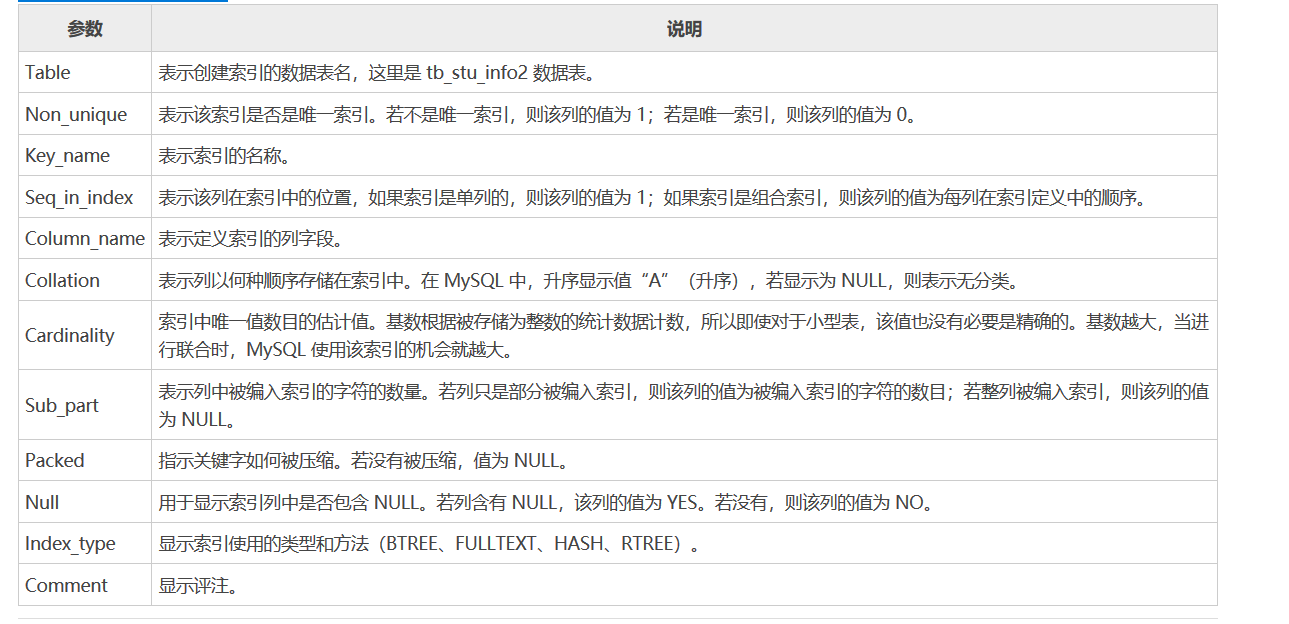 参数 说明
Table 表示创建索引的数据表名，这里是 tb_stu_info2 数据表。
Non_unique 表示该索引是否是唯一索引。若不是唯一索引，则该列的值为 1；若是唯一索引，则该列的值为 0。
Key_name 表示索引的名称。
Seq_in_index 表示该列在索引中的位置，如果索引是单列的，则该列的值为 1；如果索引是组合索引，则该列的值为每列在索引定义中的顺序。
Column_name 表示定义索引的列字段。
Collation 表示列以何种顺序存储在索引中。在 MySQL 中，升序显示值“A”（升序），若显示为 NULL，则表示无分类。
Cardinality 索引中唯一值数目的估计值。基数根据被存储为整数的统计数据计数，所以即使对于小型表，该值也没有必要是精确的。基数越大，当进
行联合时，MySQL 使用该索引的机会就越大。
Sub_part 表示列中被编入索引的字符的数量。若列只是部分被编入索引，则该列的值为被编入索引的字符的数目；若整列被编入索引，则该列的值
为 NULL。
Packed 指示关键字如何被压缩。若没有被压缩，值为 NULL。
Null 用于显示索引列中是否包含 NULL。若列含有 NULL，该列的值为 YES。若没有，则该列的值为 NO。
Index_type 显示索引使用的类型和方法（BTREE、FULLTEXT、HASH、RTREE）。
Comment 显示评注。